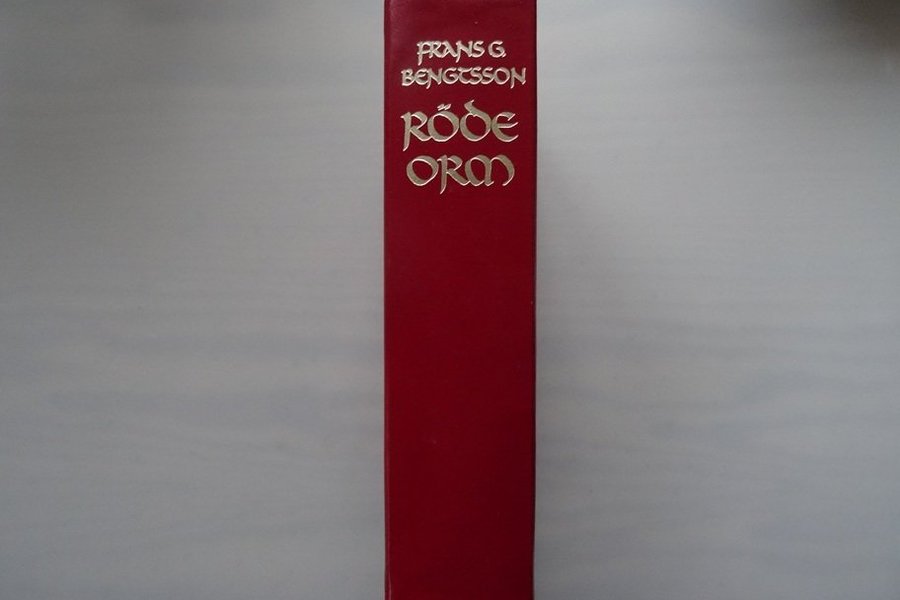 FRANS G.
BENGTSSON
RÖDE
ORM